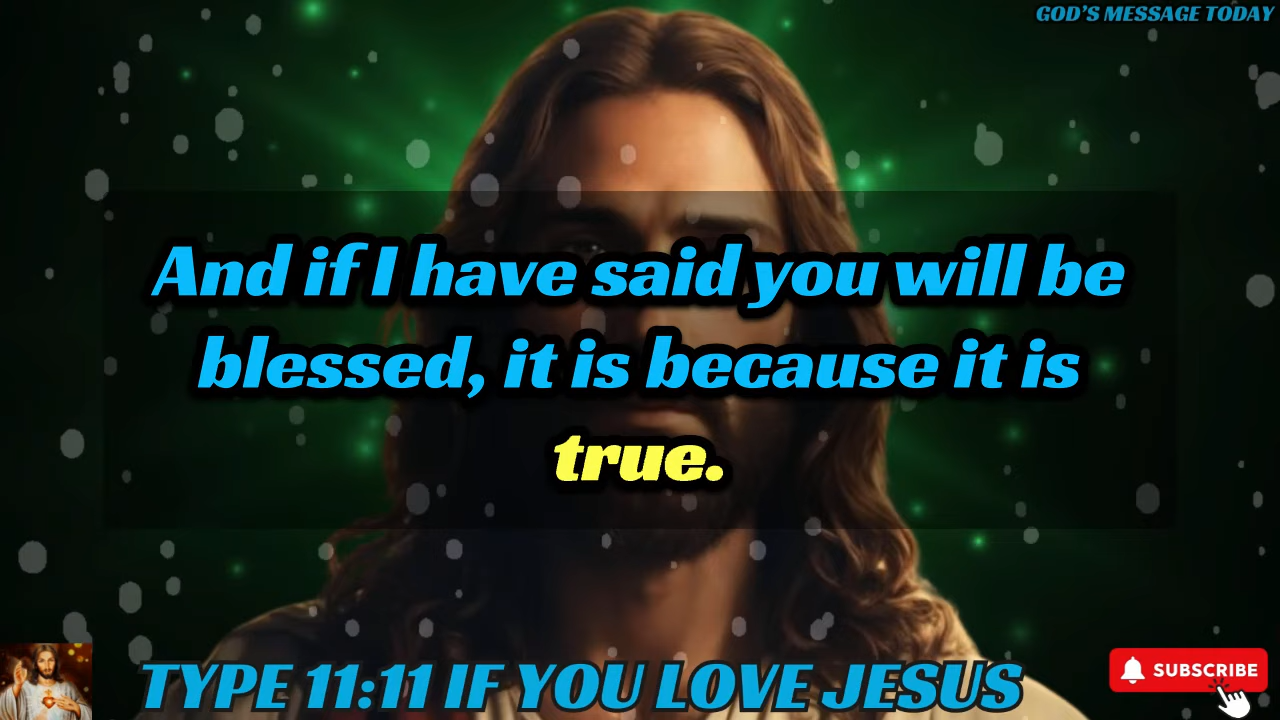 GOD'S MESSAGE TODAY
And if I have said you will be
blessed, it is because it is
true.
TYPE 11:11 IF YOU LOVE JESUS
SUBSCRIBE